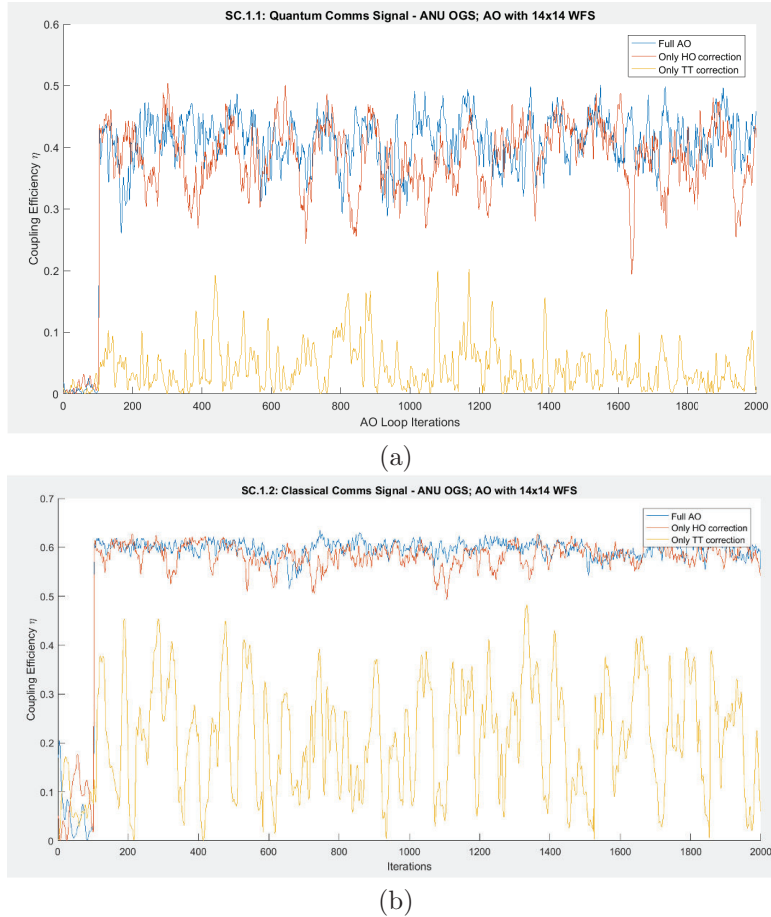 SC.1.1: Quantum Comms Signal - ANU OGS; AO with 14x14 WFS
Full AO
Only HO correction
Only TT correction
0.6
0.5
0.4
0.3
0.2
0.1
0
Coupling Efficiency η
0 200 400 600 800 1000 1200 1400 1600 1800 2000
AO Loop Iterations
(a)
SC.1.2: Classical Comms Signal - ANU OGS; AO with 14x14 WFS
Full AO
Only HO correction
Only TT correction
0.7
0.6
0.5
0.4
0.3
0.2
0.1
0
Coupling Efficiency η
0 200 400 600 800 1000 1200 1400 1600 1800 2000
Iterations
(b)